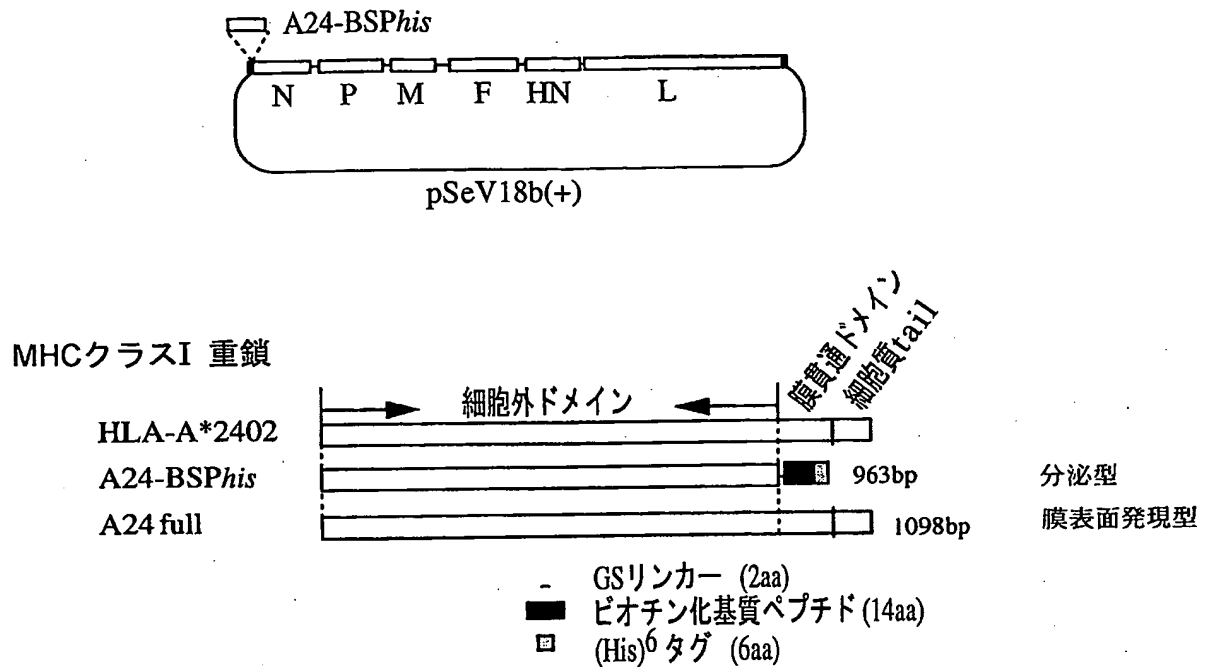 A24-BSPhis
N P M F HN L
pSeV18b(+)
MHCクラスI 重鎖
膜貫通ドメイン
細胞質tail
細胞外ドメイン
HLA-A*2402
A24-BSPhis 963bp 分泌型
A24 full 1098bp 膜表面発現型
GSリンカー (2aa)
ビオチン化基質ペプチド(14aa)
(His)6 タグ (6aa)